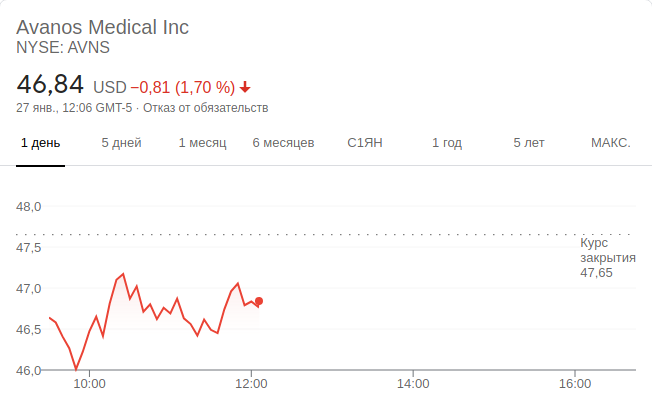 Avanos Medical Inc
NYSE: AVNS
46,84 USD −0,81 (1,70 %)
27 янв., 12:06 GMT-5 · Отказ от обязательств
1 день 5 дней 1 месяц 6 месяцев С1ЯН 1 год 5 лет МАКС.
48,0
47,5
47,0
46,5
46,0
Курс
закрытия
47,65
10:00 12:00 14:00 16:00